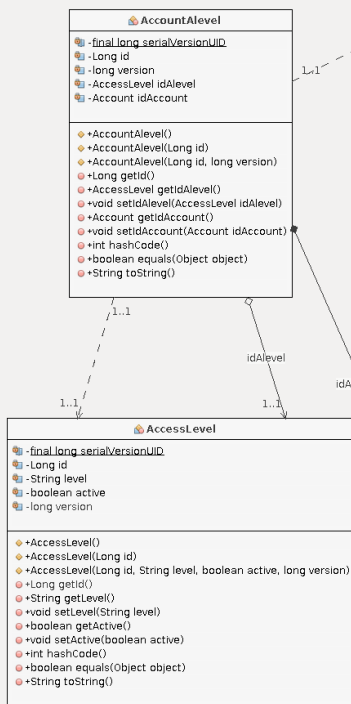 AccountAlevel
-final long serialVersionUID
-Long id
-long version
-AccessLevel idAlevel
-Account idAccount
1..1
+AccountAlevel()
+AccountAlevel(Long id)
+AccountAlevel(Long id, long version)
+Long getId()
+AccessLevel getIdAlevel()
+void setIdAlevel(AccessLevel idAlevel)
+Account getIdAccount()
+void setIdAccount(Account idAccount)
+int hashCode()
+boolean equals(Object object)
+String toString()
1..1
idAlevel
idA
1..1
1..1
AccessLevel
-final long serialVersionUID
-Long id
-String level
-boolean active
-long version
+AccessLevel()
+AccessLevel(Long id)
+AccessLevel(Long id, String level, boolean active, long version)
+Long getId()
+String getLevel()
+void setLevel(String level)
+boolean getActive()
+void setActive(boolean active)
+int hashCode()
+boolean equals(Object object)
+String toString()